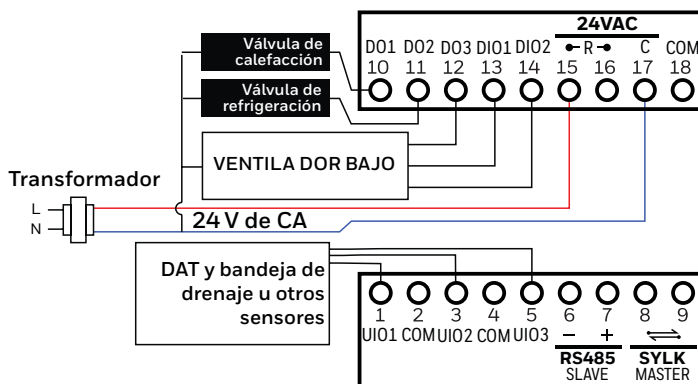 24VAC
DO1 DO2 DO3 DIO1 DIO2 R C COM
10 11 12 13 14 15 16 17 18
Válvula de
calefacción
Válvula de
refrigeración
VENTILA DOR BAJO
Transformador
L
N
24 V de CA
DAT y bandeja de
drenaje u otros
sensores
1 2 3 4 5 6 7 8 9
UIO1 COM UIO2 COM UIO3 − +
RS485 SYLK
SLAVE MASTER